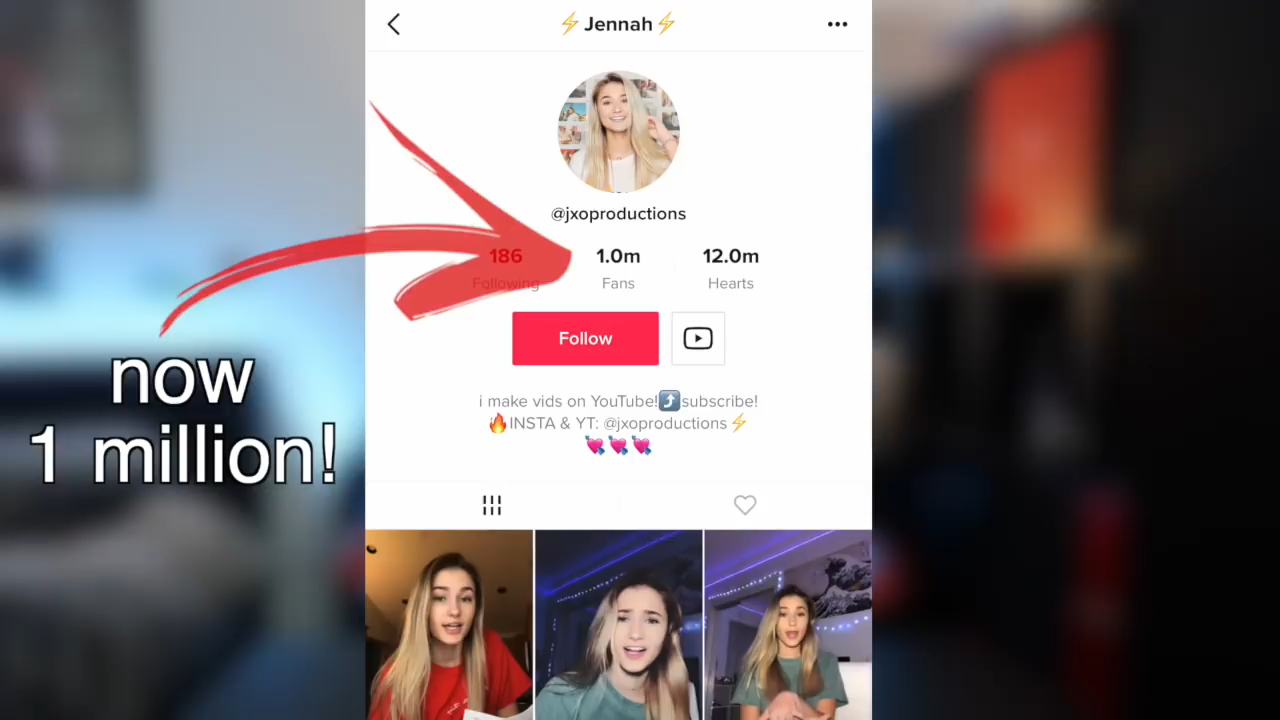 ⚡ Jennah ⚡
@jxoproductions
186 1.0m 12.0m
Following Fans Hearts
Follow
i make vids on YouTube!⤴️subscribe!
🔥INSTA & YT: @jxoproductions⚡
💘💘💘
now
1 million!